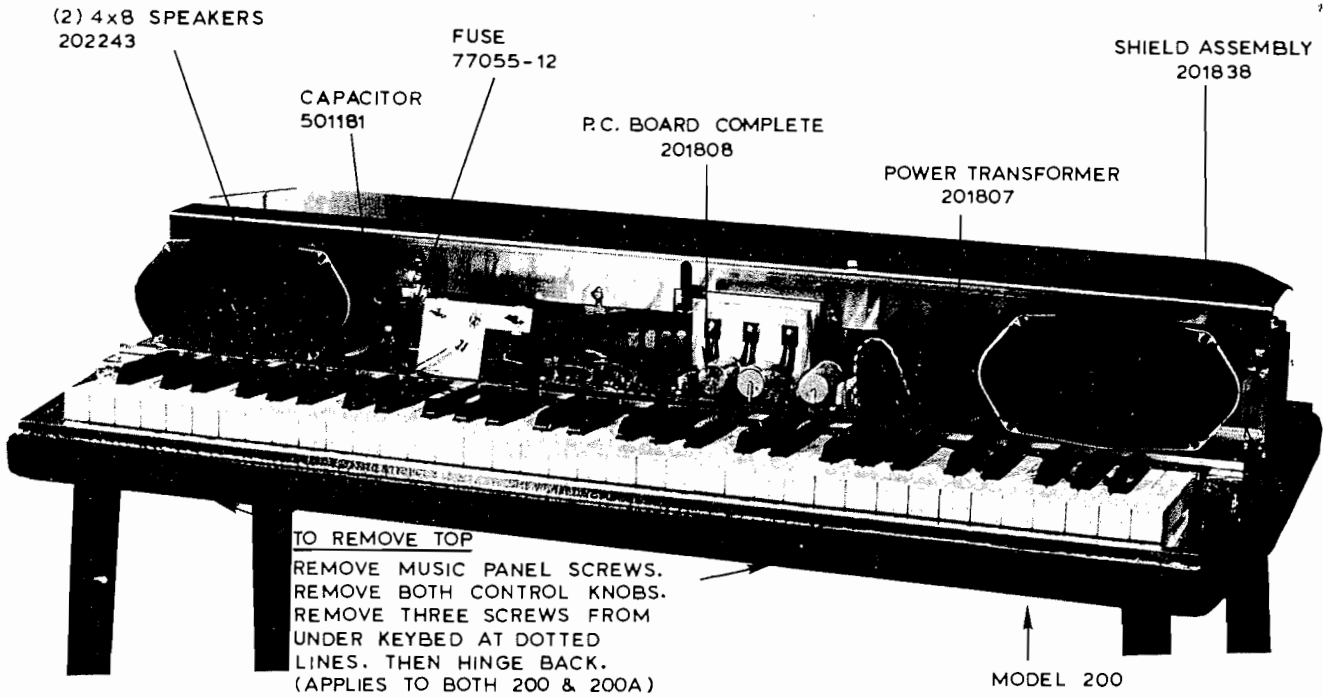 (2) 4x8 SPEAKERS
202243
FUSE
77055-12
CAPACITOR
501181
P.C. BOARD COMPLETE
201808
SHIELD ASSEMBLY
201838
POWER TRANSFORMER
201807
TO REMOVE TOP
REMOVE MUSIC PANEL SCREWS.
REMOVE BOTH CONTROL KNOBS.
REMOVE THREE SCREWS FROM
UNDER KEYBED AT DOTTED
LINES. THEN HINGE BACK.
(APPLIES TO BOTH 200 & 200A)
MODEL 200